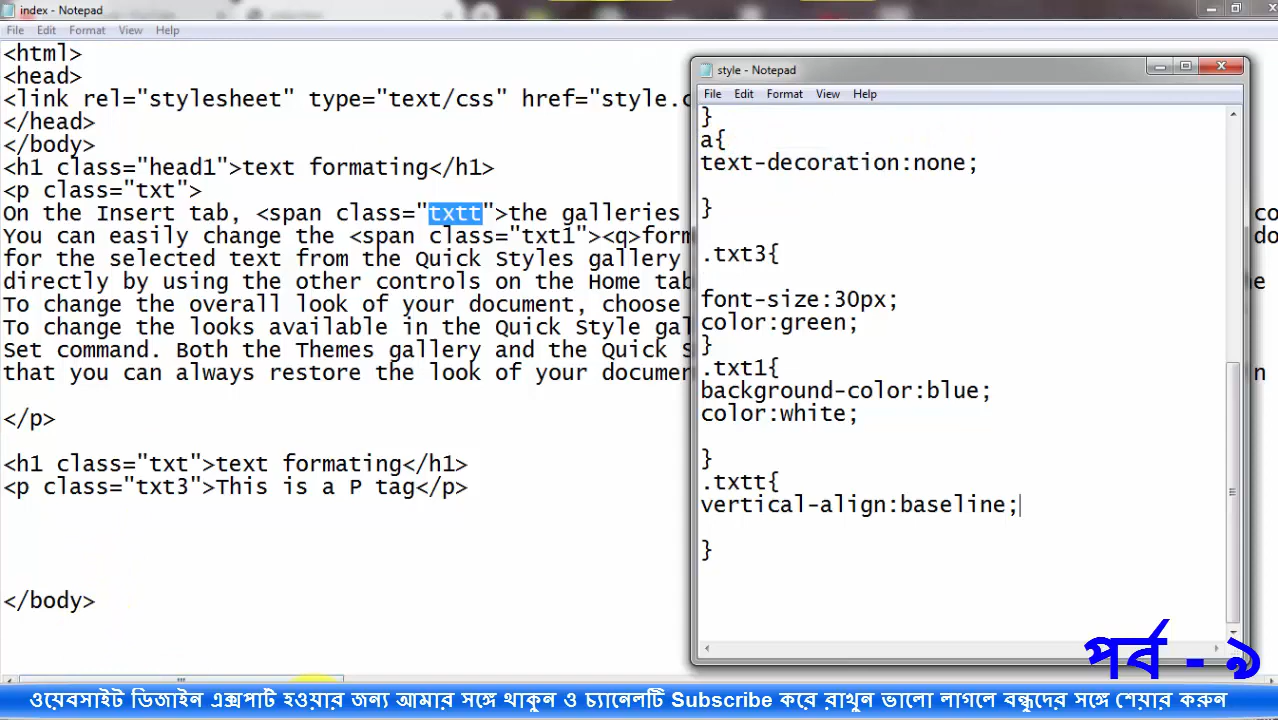 index - Notepad
File Edit Format View Help
<html>
<head>
<link rel="stylesheet" type="text/css" href="style.c
</head>
</body>
<h1 class="head1">text formating</h1>
<p class="txt">
On the Insert tab, <span class="txtt">the galleries
You can easily change the <span class="txt1"><q>form
for the selected text from the Quick Styles gallery
directly by using the other controls on the Home tab
To change the overall look of your document, choose
To change the looks available in the Quick Style gal
Set command. Both the Themes gallery and the Quick S
that you can always restore the look of your documen
</p>
<h1 class="txt">text formating</h1>
<p class="txt3">This is a P tag</p>
</body>
style - Notepad
File Edit Format View Help
}
a{
text-decoration:none;
}
.txt3{
font-size:30px;
color:green;
}
.txt1{
background-color:blue;
color:white;
}
.txtt{
vertical-align:baseline;
}
পর্ব - ৯
ওয়েবসাইট ডিজাইন এক্সপার্ট হওয়ার জন্য আমার সঙ্গে থাকুন ও চ্যানেলটি Subscribe করে রাখুন ভালো লাগলে বন্ধুদের সঙ্গে শেয়ার করুন